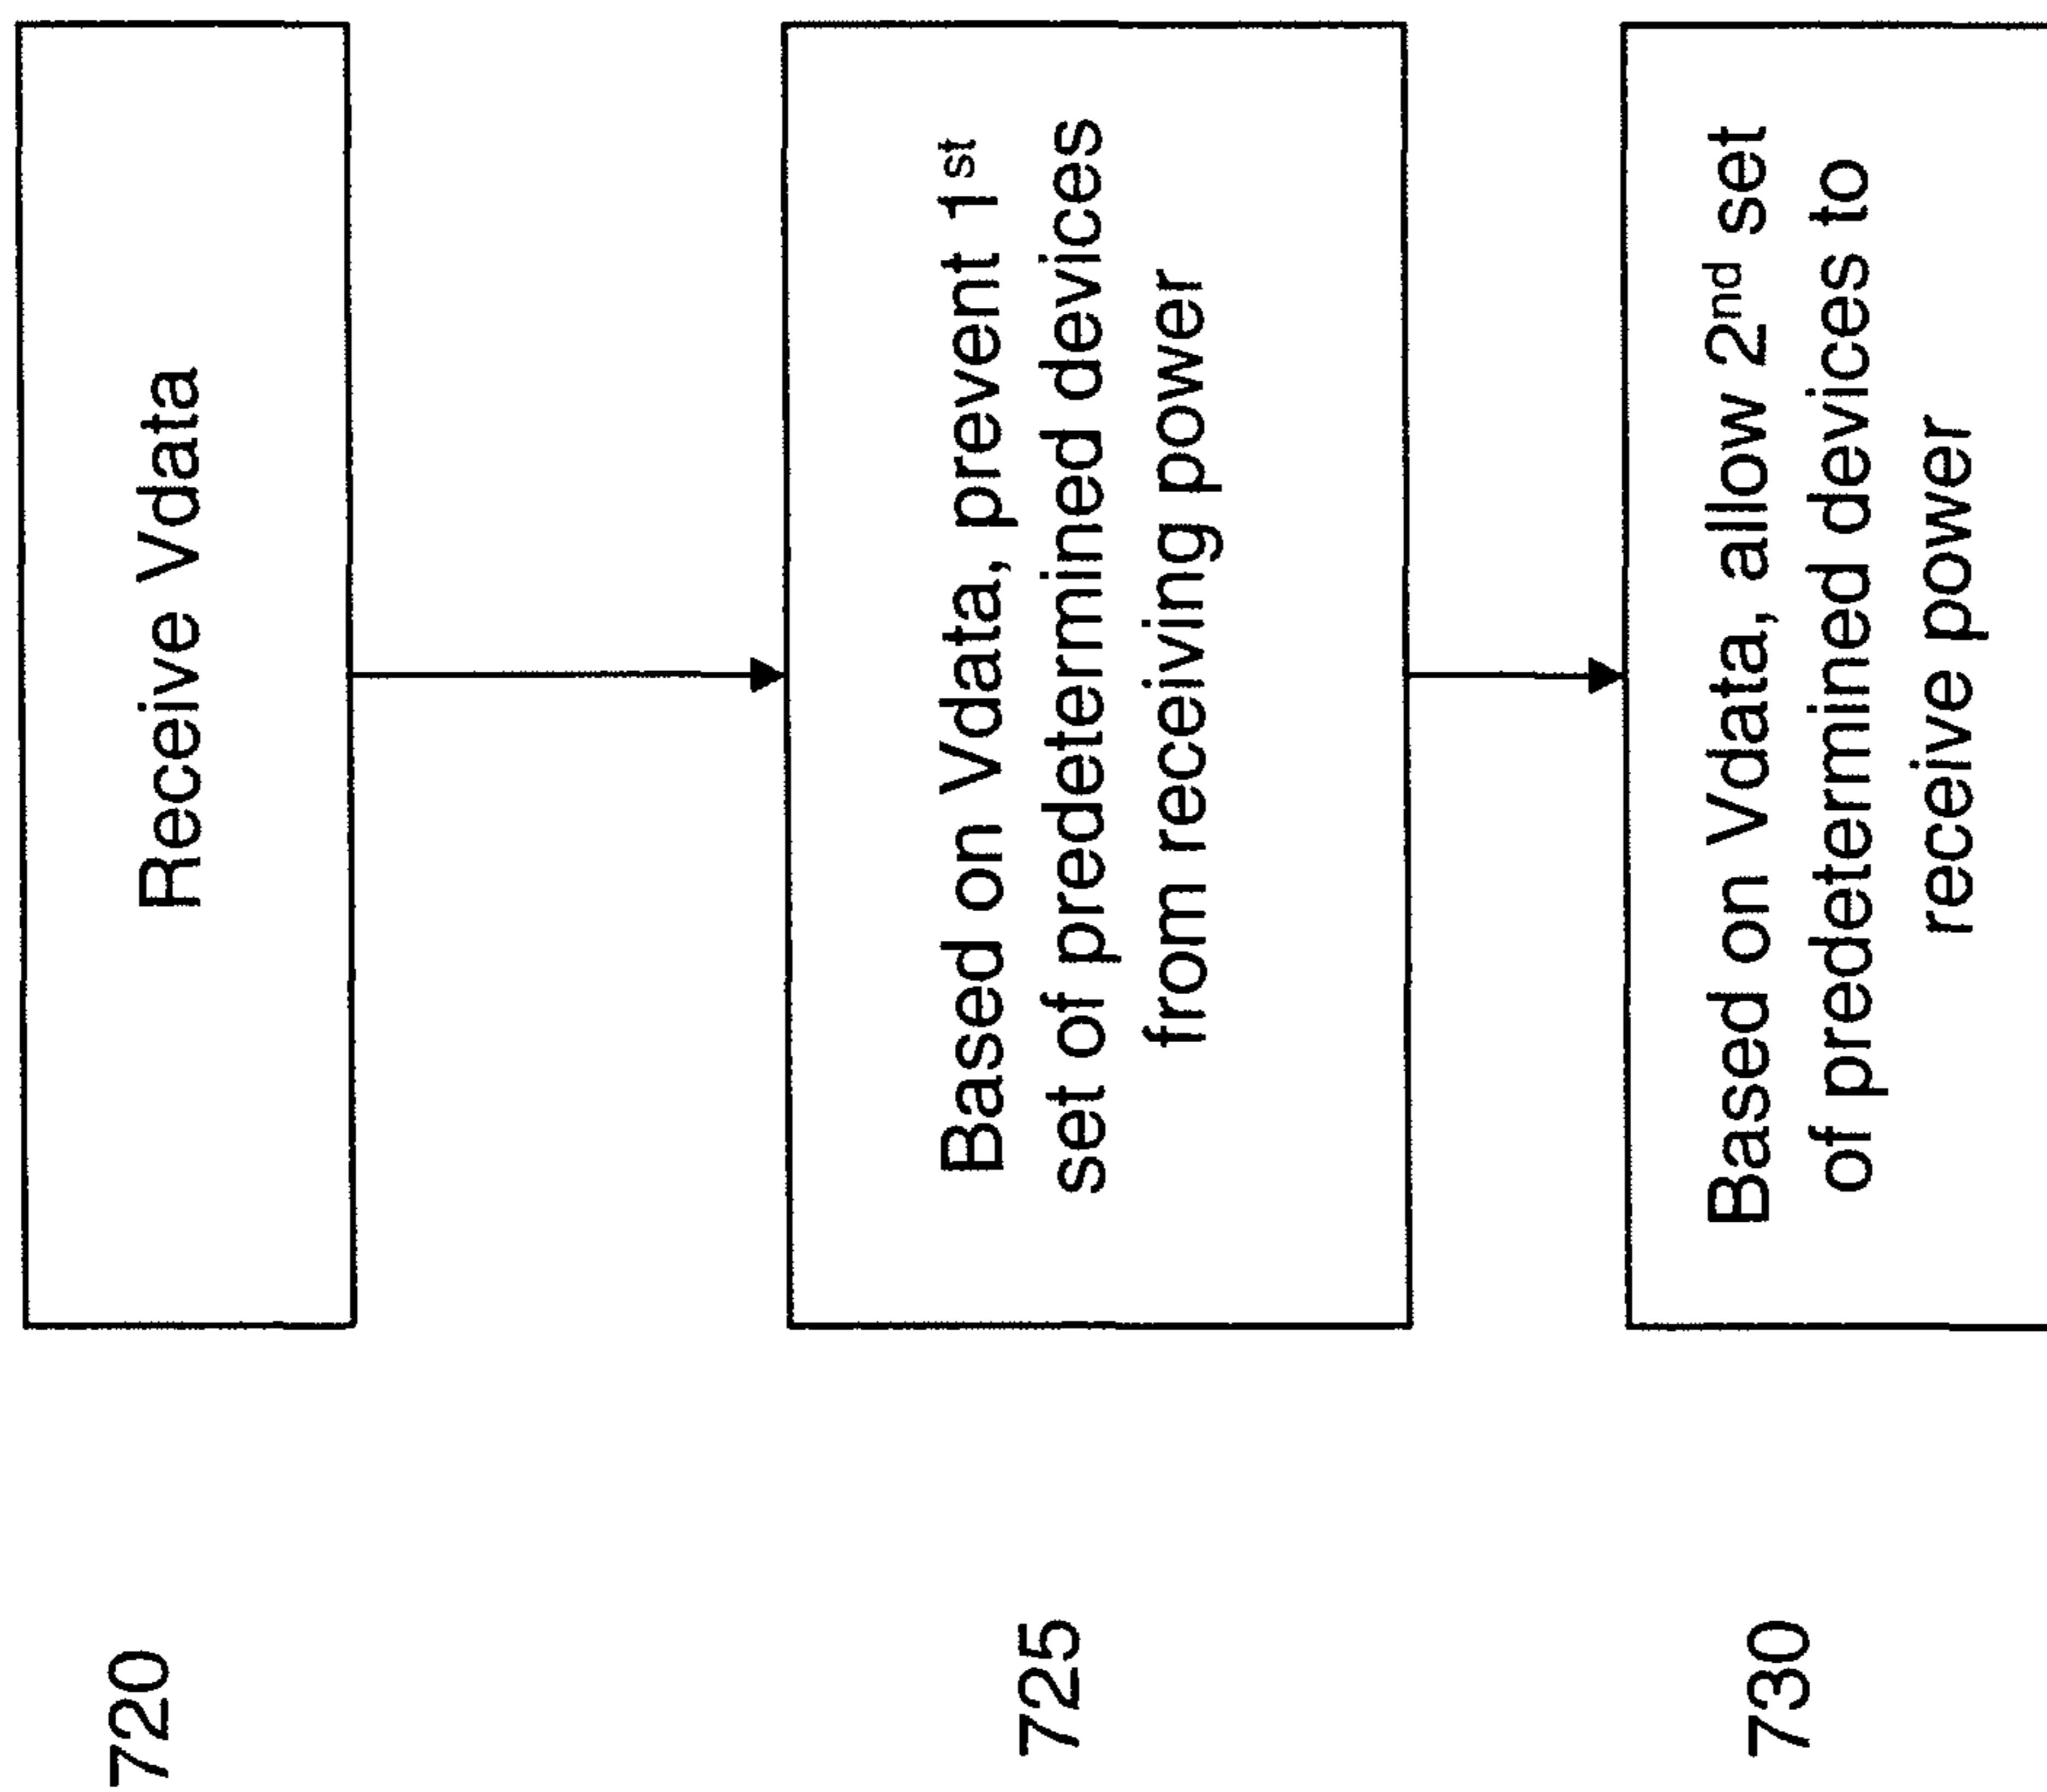 720
Receive Vdata
725
Based on Vdata, prevent 1st
set of predetermined devices
from receiving power
730
Based on Vdata, allow 2nd set
of predetermined devices to
receive power